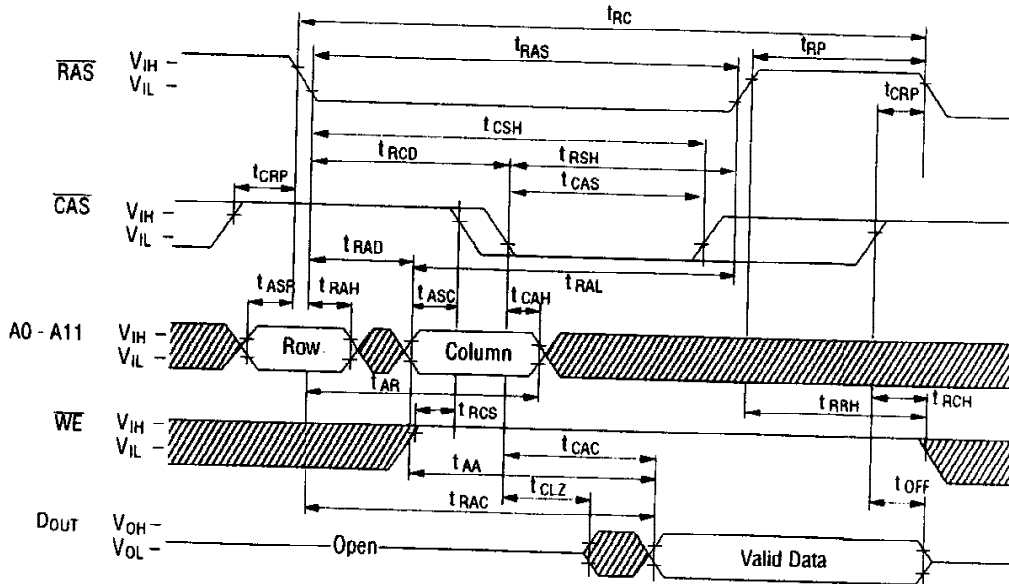 tRC
tRAS
tRP
RAS VIH
VIL
tCRP
tCSH
tRCD
tRSH
tCRP
tCAS
CAS
VIH
VIL
tRAD
tRAL
tASR
tRAH
tASC
tCAH
A0 - A11 VIH
VIL
Row
Column
tAR
tRCS
tRRH
tRCH
WE VIH
VIL
tCAC
tAA
tCLZ
tOFF
tRAC
DOUT VOH
VOL
Open
Valid Data